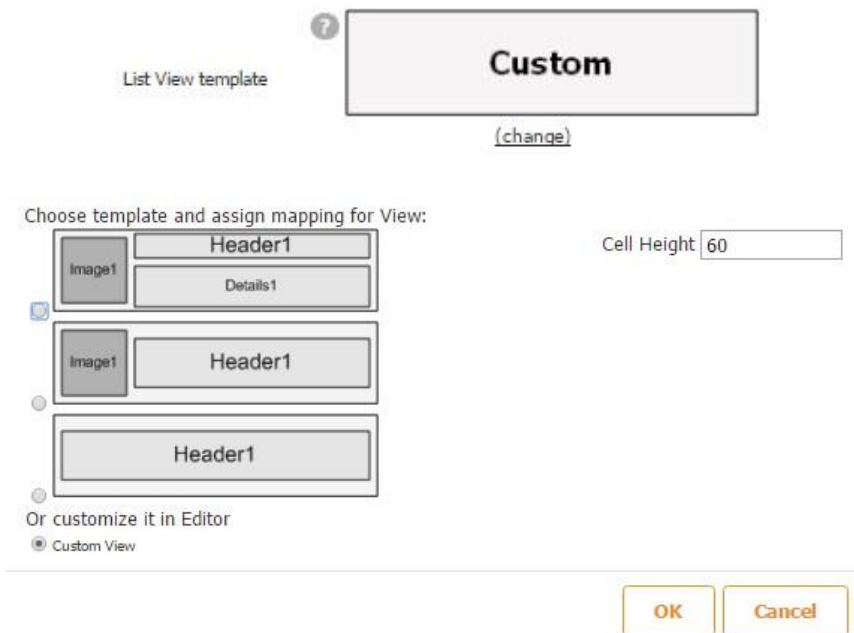 ?
Custom
List View template
(change)
Choose template and assign mapping for View:
Cell Height 60
Image1
Header1
Details1
Image1
Header1
Header1
Or customize it in Editor
Custom View
OK
Cancel